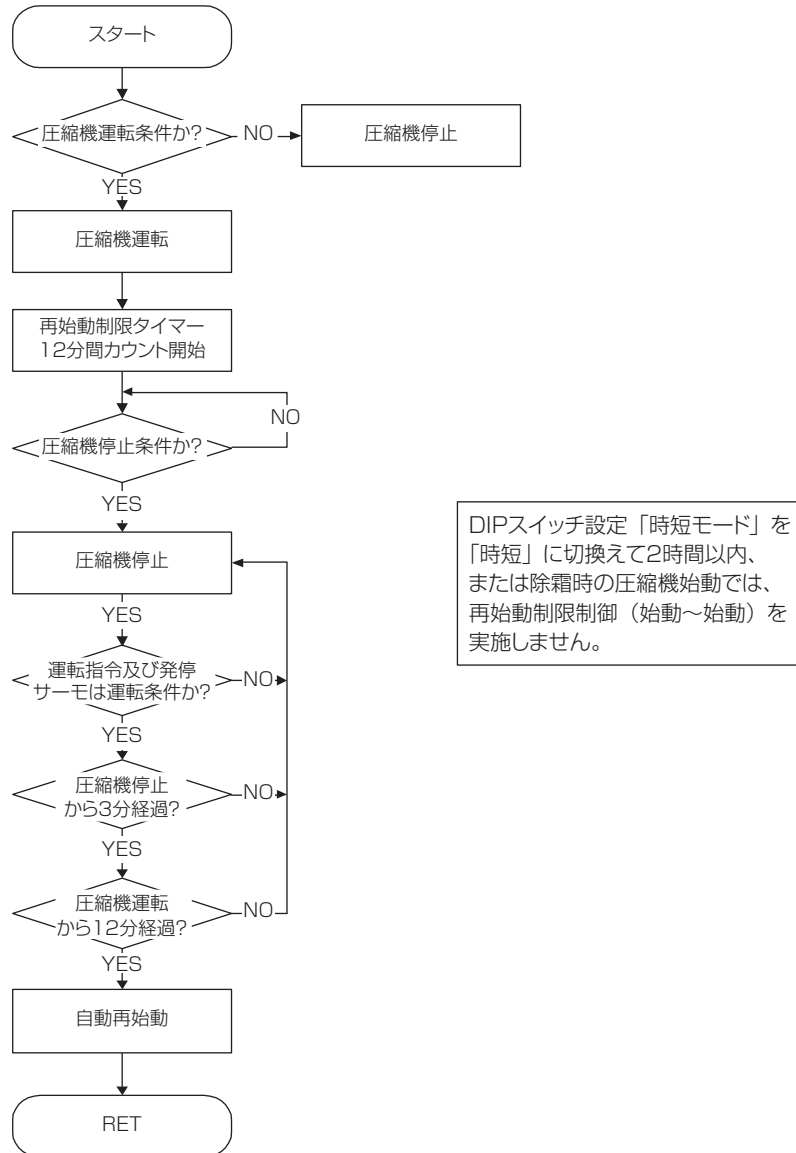 スタート
圧縮機運転条件か？
NO
圧縮機停止
YES
圧縮機運転
再始動制限タイマー
12分間カウント開始
NO
圧縮機停止条件か？
YES
圧縮機停止
YES
運転指令及び発停
サーモは運転条件か？
NO
YES
圧縮機停止
から3分経過？
NO
YES
圧縮機運転
から12分経過？
NO
YES
自動再始動
RET
DIPスイッチ設定「時短モード」を
「時短」に切換えて2時間以内、
または除霜時の圧縮機始動では、
再始動制限制御（始動～始動）を
実施しません。